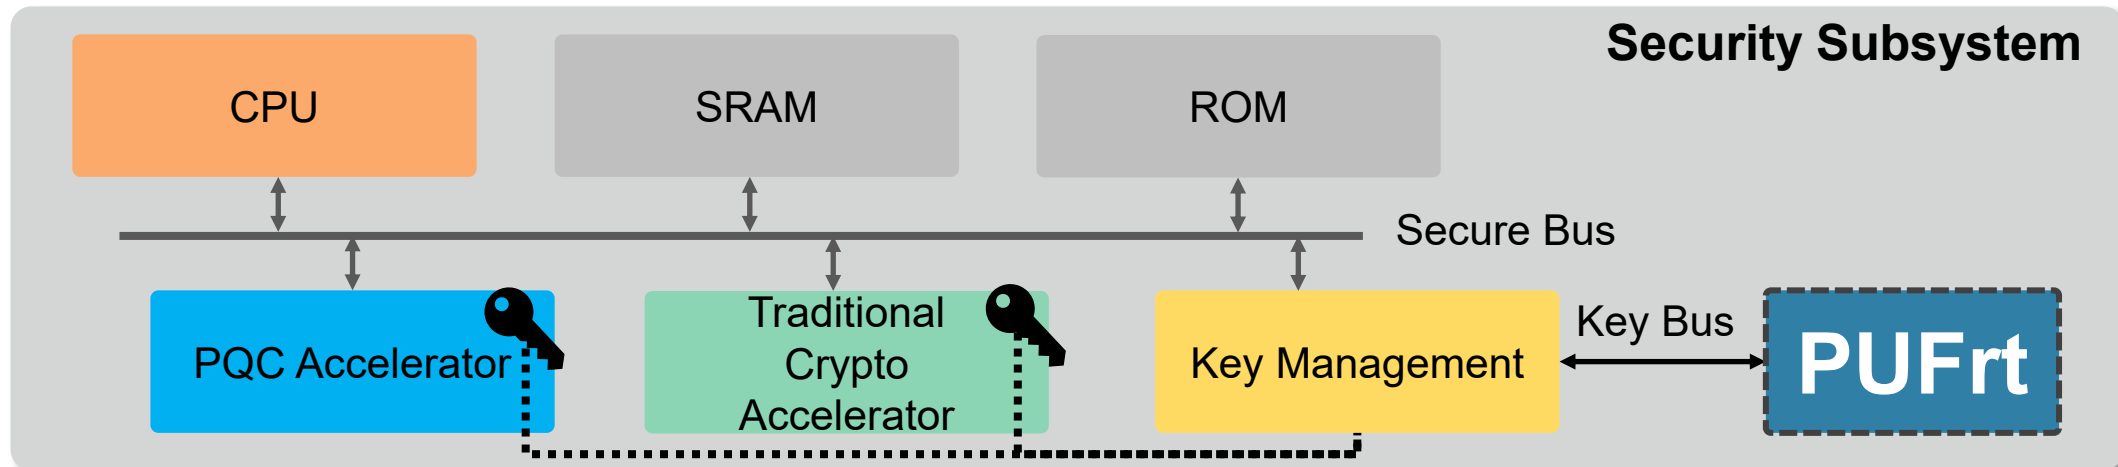 Security Subsystem
CPU
SRAM
ROM
Secure Bus
PQC Accelerator
Traditional
Crypto
Accelerator
Key Management
Key Bus
PUFrt